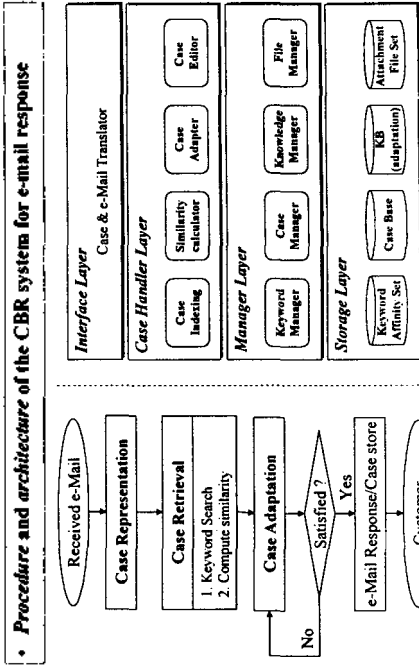 • Procedure and architecture of the CBR system for e-mail response
Received e-Mail
Case Representation
Case Retrieval
1. Keyword Search
2. Compute similarity
Case Adaptation
Satisfied ?
No
Yes
e-Mail Response/Case store
Customer
Interface Layer
Case & e-Mail Translator
Case Handler Layer
Case
Indexing
Similarity
calculator
Case
Adapter
Case
Editor
Manager Layer
Keyword
Manager
Case
Manager
Knowledge
Manager
File
Manager
Storage Layer
Keyword
Affinity Set
Case Base
KB
(adaptation)
Attachment
File Set